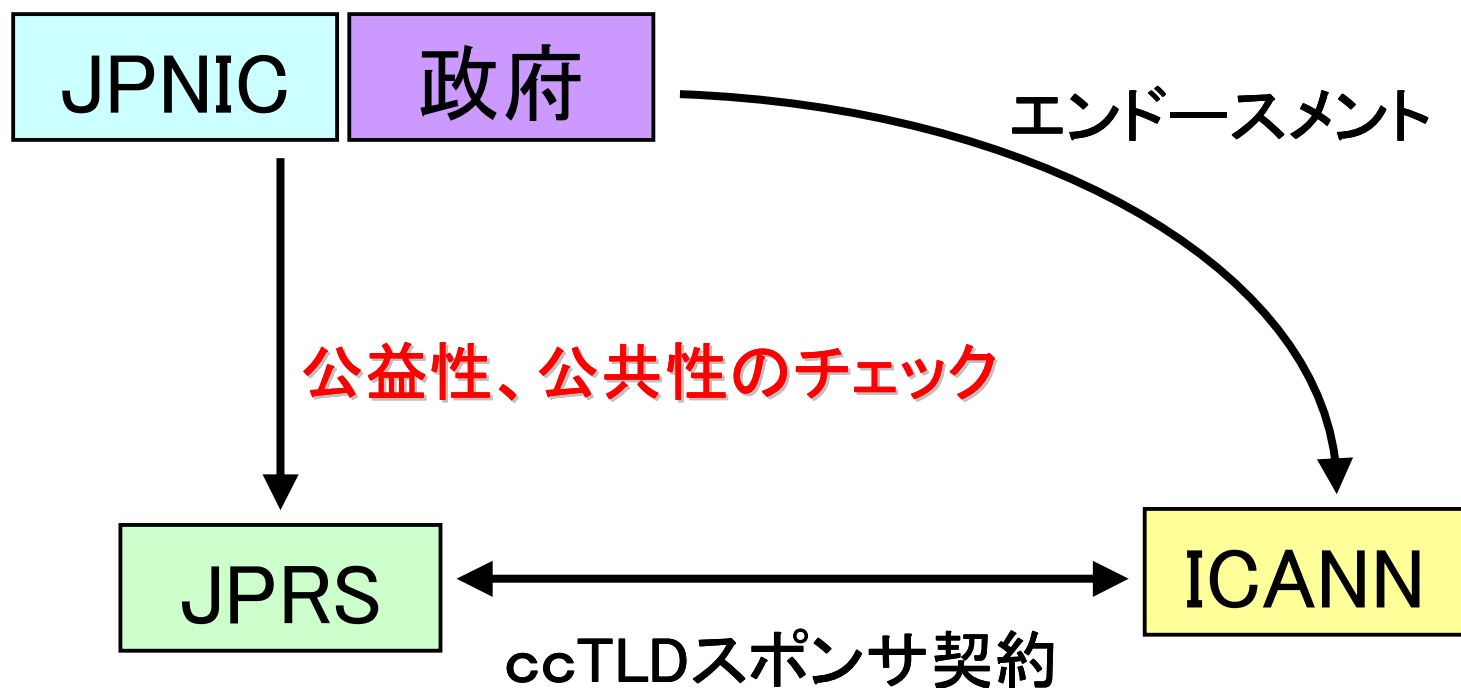 JPNIC
政府
エンドースメント
公益性、公共性のチェック
JPRS
ICANN
ccTLDスポンサ契約